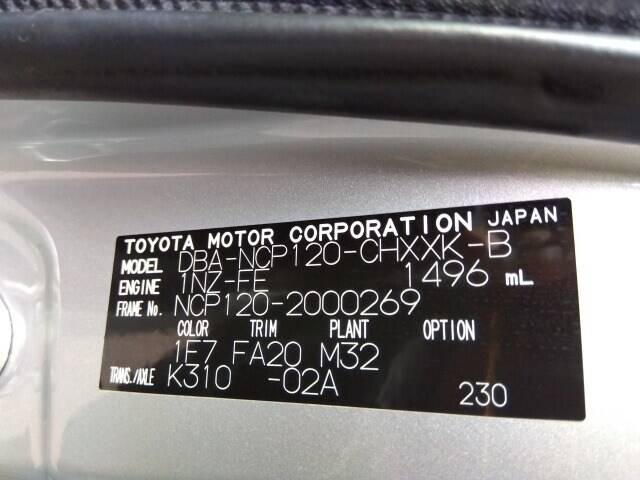 TOYOTA MOTOR CORPORATION JAPAN
MODEL DBA-NCP120-CHXXK-B
ENGINE 1NZ-FE 1496 mL
FRAME No. NCP120-2000269
COLOR TRIM PLANT OPTION
1E7 FA20 M32
TRANS./AXLE K310 -02A
230